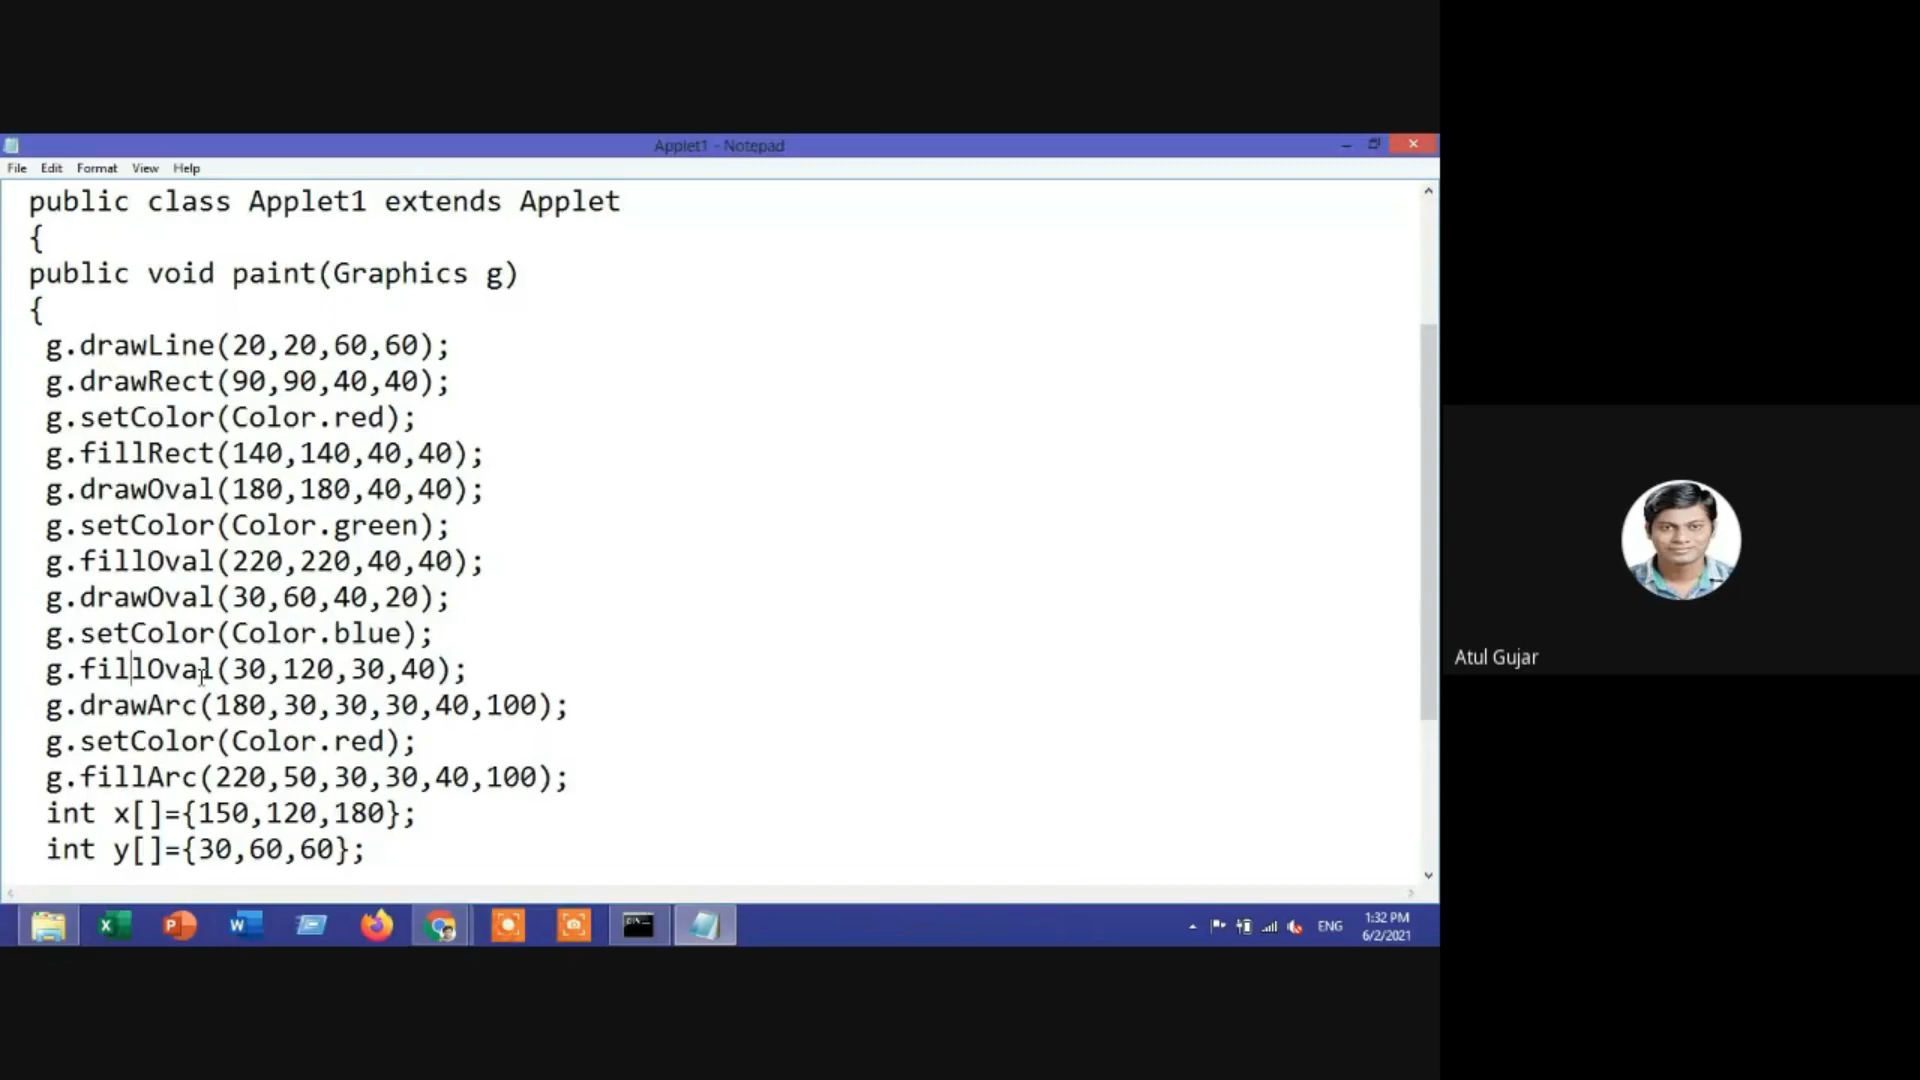 Applet1 - Notepad
File Edit Format View Help
public class Applet1 extends Applet
{
public void paint(Graphics g)
{
g.drawLine(20,20,60,60);
g.drawRect(90,90,40,40);
g.setColor(Color.red);
g.fillRect(140,140,40,40);
g.drawOval(180,180,40,40);
g.setColor(Color.green);
g.fillOval(220,220,40,40);
g.drawOval(30,60,40,20);
g.setColor(Color.blue);
g.fillOval(30,120,30,40);
g.drawArc(180,30,30,30,40,100);
g.setColor(Color.red);
g.fillArc(220,50,30,30,40,100);
int x[]={150,120,180};
int y[]={30,60,60};
Atul Gujar
ENG
1:32 PM
6/2/2021